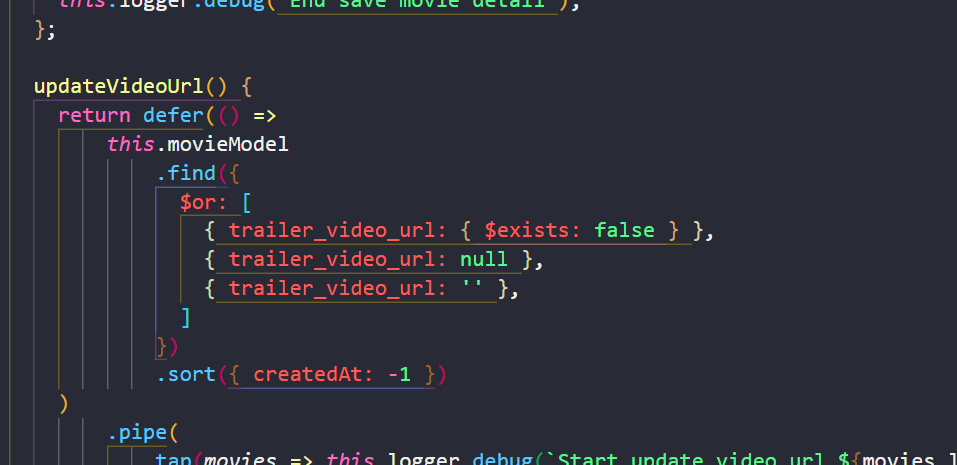 this.logger.debug("End save movie detail");
};
updateVideoUrl() {
return defer(() =>
this.movieModel
.find({
$or: [
{ trailer_video_url: { $exists: false } },
{ trailer_video_url: null },
{ trailer_video_url: '' },
]
})
.sort({ createdAt: -1 })
)
.pipe(
tap(movies => this.logger.debug(`Start update video url ${movies.l